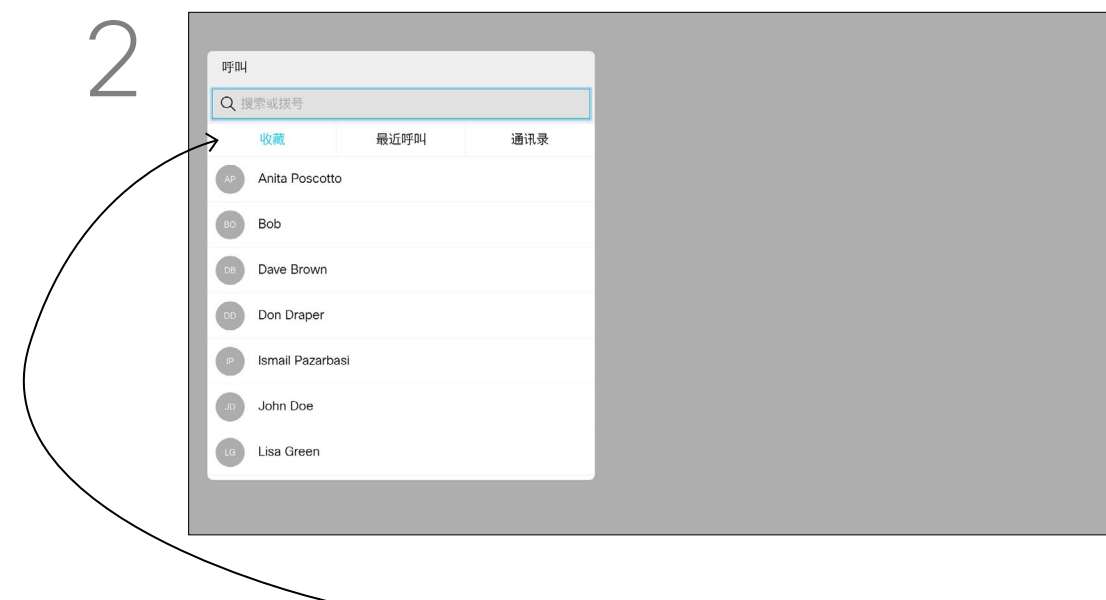 2
呼叫
搜索或拨号
收藏 最近呼叫 通讯录
AP Anita Poscotto
BO Bob
DB Dave Brown
DD Don Draper
IP Ismail Pazarbasi
JD John Doe
LG Lisa Green